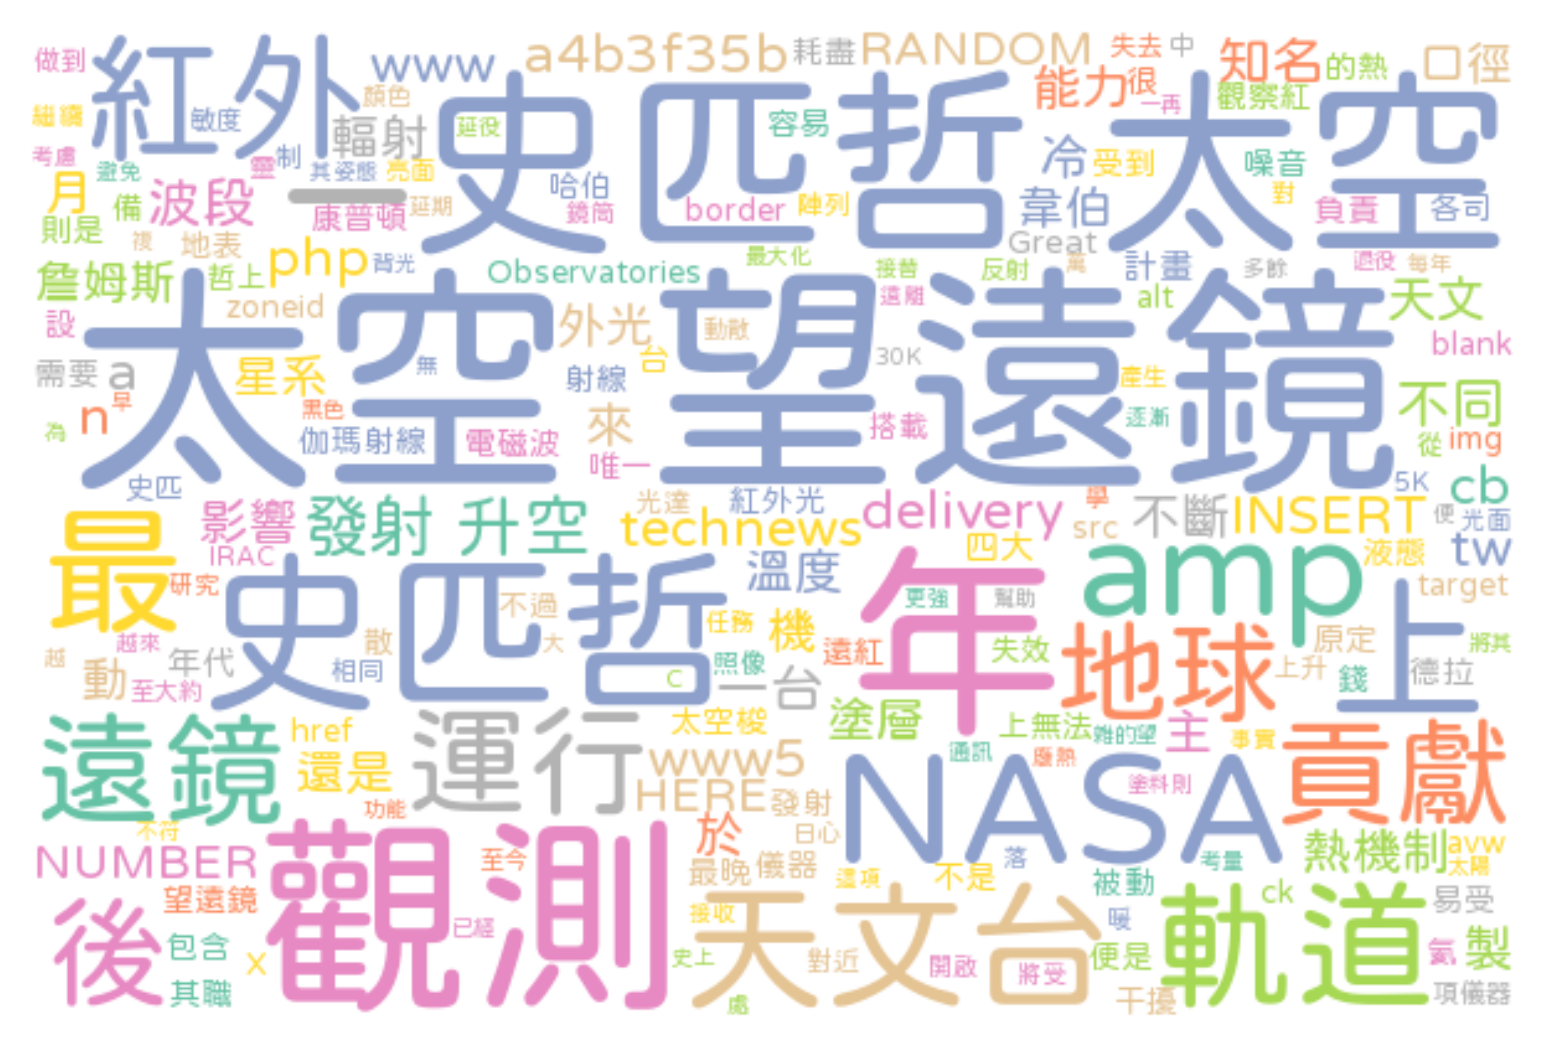 做到 紅外 www a4b3f35b 耗盡 RANDOM 失去 中 知名 的熱 口徑
繼續 敏度 顏色 史匹哲 太空 能力 很 一再 觀察紅
考慮 避免 靈 制 輻射 延役 容易 冷 受到 噪音
月 備 波段 一 其姿態 亮面 哈伯 鏡筒 border 陣列 韋伯 對 負責 各司
則是 複 地表 康普頓 延期 Great
詹姆斯 哲上 php 背光 Observatories 最大化 接替 反射 萬 計畫 多餘 退役 每年
設 zoneid 太空 望遠鏡 外光 動散 遠離 alt 天文
需要 a 星系 無 射線 台 30K 產生 blank
n 早 黑色 來 搭載 逐漸 不同
為 伽瑪射線 電磁波 唯一 從 img
史匹 光達 紅外光 5K cb
影響 發射 升空 technews delivery 學 src 不斷 INSERT 便 光面
最 IRAC 溫度 四大 amp 液態 tw
研究 史匹哲 不過 年 更強 幫助 target
越來 散 大 任務 機 遠紅 失效 地球 上 原定 將其
越 動 年代 至大約 相同 C 照像 一台 上升 錢 德拉
遠鏡 href 運行 太空梭 塗層 上無法 雜的望 主 事實 貢獻
還是 www5 通訊 廢熱 塗料則
功能 HERE 發射 NASA
不符 日心 於
NUMBER 觀測 至今 最晚 儀器 落 考量 熱機制 avw 太陽
望遠鏡 這項 不是 被動 ck 易受
後 包含 已經 接收 天文台 暖 軌道
x 史上 對近 開啟 將受 便是 氦 製
其職 處 干擾 項儀器